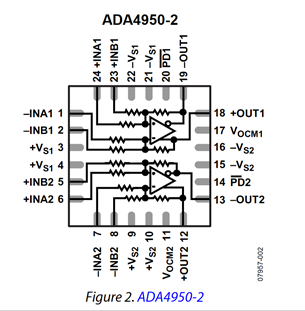 ADA4950-2
24 +INA1
23 +INB1
22 –VS1
21 –VS1
20 PD1
19 –OUT1
–INA1 1
–INB1 2
+VS1 3
+VS1 4
+INB2 5
+INA2 6
18 +OUT1
17 VOCM1
16 –VS2
15 –VS2
14 PD2
13 –OUT2
–INA2 7
–INB2 8
+VS2 9
+VS2 10
VOCM2 11
+OUT2 12
07957-002
Figure 2. ADA4950-2